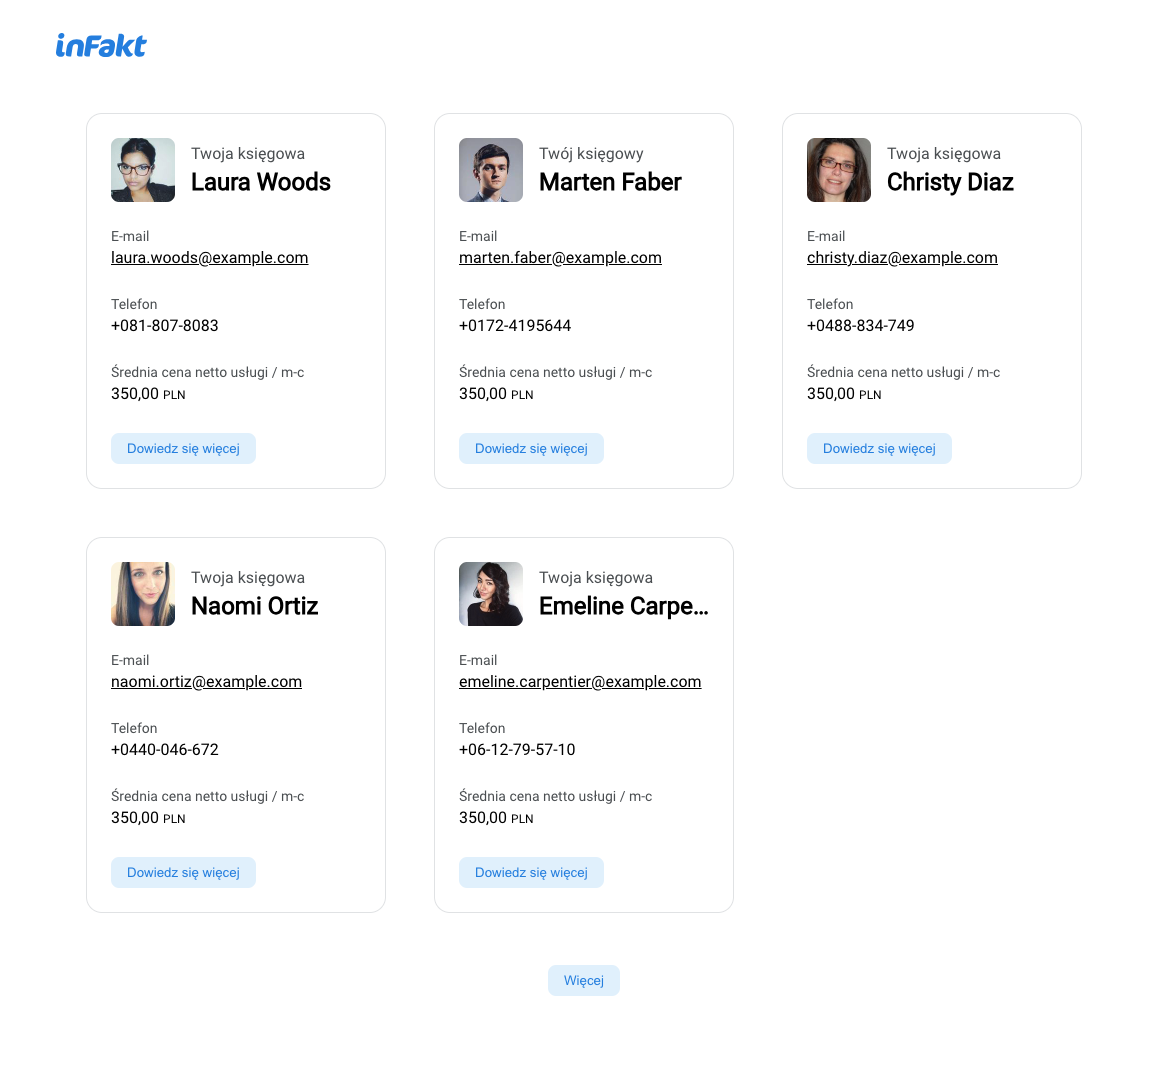 inFakt
Twoja księgowa
Laura Woods
E-mail
laura.woods@example.com
Telefon
+081-807-8083
Średnia cena netto usługi / m-c
350,00 PLN
Dowiedz się więcej
Twój księgowy
Marten Faber
E-mail
marten.faber@example.com
Telefon
+0172-4195644
Średnia cena netto usługi / m-c
350,00 PLN
Dowiedz się więcej
Twoja księgowa
Christy Diaz
E-mail
christy.diaz@example.com
Telefon
+0488-834-749
Średnia cena netto usługi / m-c
350,00 PLN
Dowiedz się więcej
Twoja księgowa
Naomi Ortiz
E-mail
naomi.ortiz@example.com
Telefon
+0440-046-672
Średnia cena netto usługi / m-c
350,00 PLN
Dowiedz się więcej
Twoja księgowa
Emeline Carpe...
E-mail
emeline.carpentier@example.com
Telefon
+06-12-79-57-10
Średnia cena netto usługi / m-c
350,00 PLN
Dowiedz się więcej
Więcej